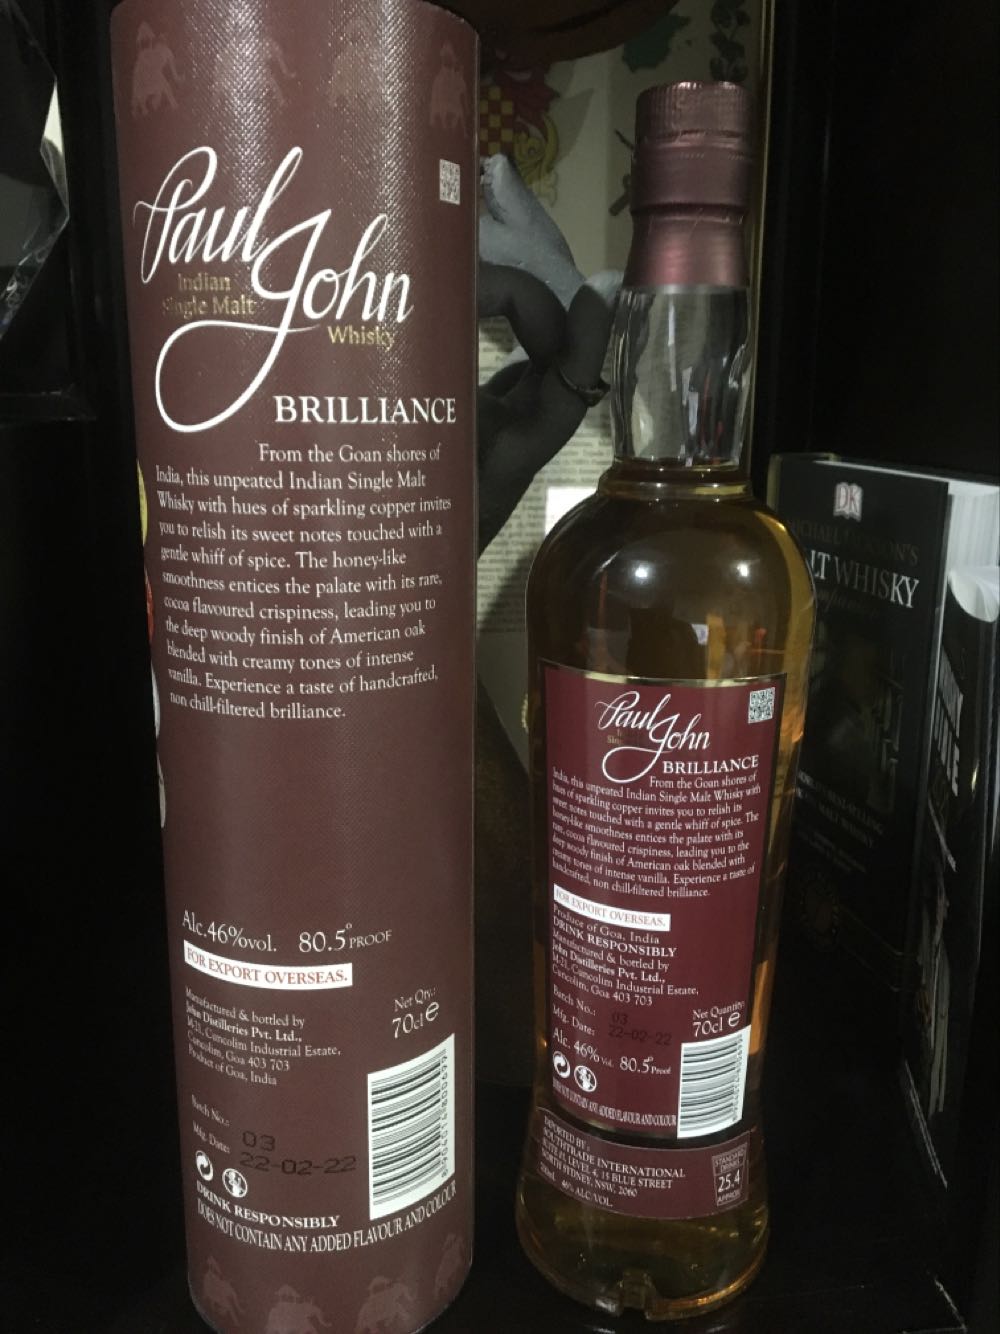 Paul John
Indian
Single Malt
Whisky
BRILLIANCE
From the Goan shores of
India, this unpeated Indian Single Malt
Whisky with hues of sparkling copper invites
you to relish its sweet notes touched with a
gentle whiff of spice. The honey-like
smoothness entices the palate with its rare,
cocoa flavoured crispiness, leading you to
the deep woody finish of American oak
blended with creamy tones of intense
vanilla. Experience a taste of handcrafted,
non chill-filtered brilliance.
Alc.46%vol. 80.5° PROOF
FOR EXPORT OVERSEAS.
Manufactured & bottled by
John Distilleries Pvt. Ltd.,
M-21, Cuncolim Industrial Estate,
Cuncolim, Goa 403 703
Product of Goa, India
Net Qty.:
70cl e
Batch No.: 03
Mfg. Date: 22-02-22
DRINK RESPONSIBLY
DOES NOT CONTAIN ANY ADDED FLAVOUR AND COLOUR
Paul John
BRILLIANCE
From the Goan shores of
India, this unpeated Indian Single Malt Whisky with
hues of sparkling copper invites you to relish its
sweet notes touched with a gentle whiff of spice. The
honey-like smoothness entices the palate with its
rare, cocoa flavoured crispiness, leading you to the
deep woody finish of American oak blended with
creamy tones of intense vanilla. Experience a taste of
handcrafted, non chill-filtered brilliance.
FOR EXPORT OVERSEAS.
Produce of Goa, India
DRINK RESPONSIBLY
Manufactured & bottled by
John Distilleries Pvt. Ltd.,
M-21, Cuncolim Industrial Estate,
Cuncolim, Goa 403 703
Batch No.: 03
Mfg. Date: 22-02-22
Net Quantity:
70cl e
Alc. 46% Vol. 80.5° Proof
DOES NOT CONTAIN ANY ADDED FLAVOUR AND COLOUR
IMPORTED BY:
SOUTHTRADE INTERNATIONAL
LEVEL 4, 15 BLUE STREET
NORTH SYDNEY, NSW, 2060
700ML 46% ALC/VOL
STANDARD
DRINKS
25.4
APPROX
DK
MICHAEL JACKSON'S
WHISKY